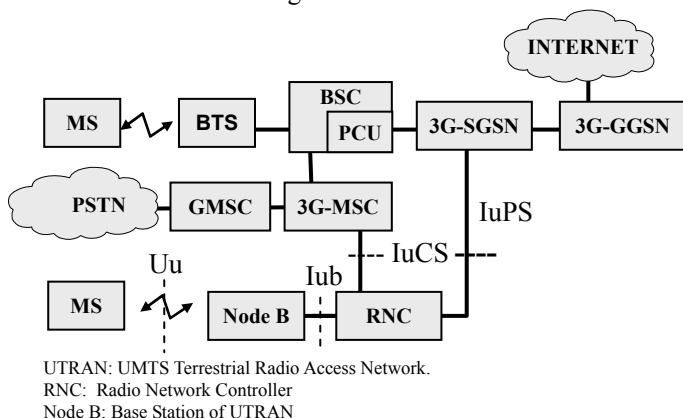 INTERNET
MS
BTS
BSC
PCU
3G-SGSN
3G-GGSN
PSTN
GMSC
3G-MSC
IuPS
IuCS
Uu
Iub
MS
Node B
RNC
UTRAN: UMTS Terrestrial Radio Access Network.
RNC: Radio Network Controller
Node B: Base Station of UTRAN